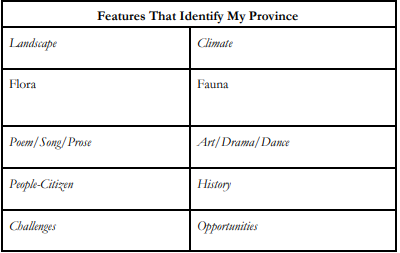 Features That Identify My Province
Landscape
Climate
Flora
Fauna
Poem/Song/Prose
Art/Drama/Dance
People-Citizen
History
Challenges
Opportunities